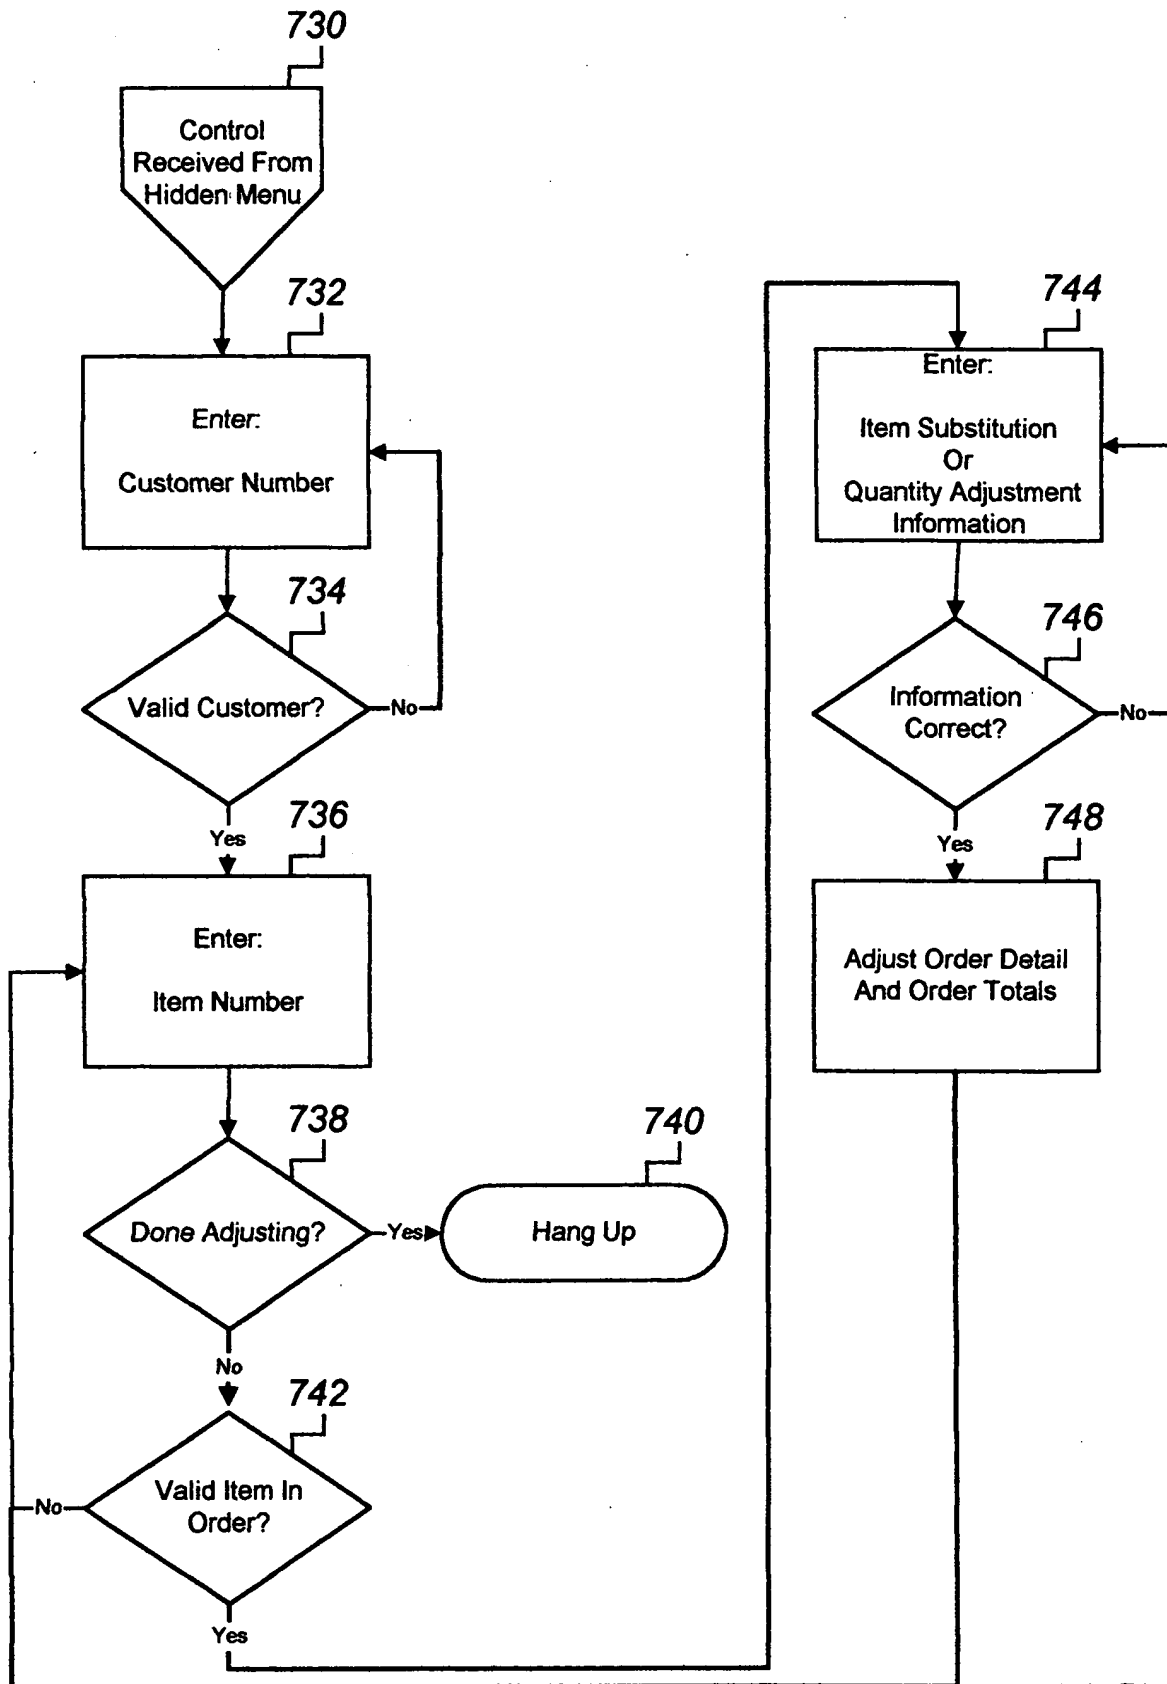 730
Control
Received From
Hidden Menu
732
Enter:
Customer Number
734
Valid Customer?
No
Yes
736
Enter:
Item Number
738
Done Adjusting?
Yes
740
Hang Up
No
742
Valid Item In
Order?
No
Yes
744
Enter:
Item Substitution
Or
Quantity Adjustment
Information
746
Information
Correct?
No
Yes
748
Adjust Order Detail
And Order Totals